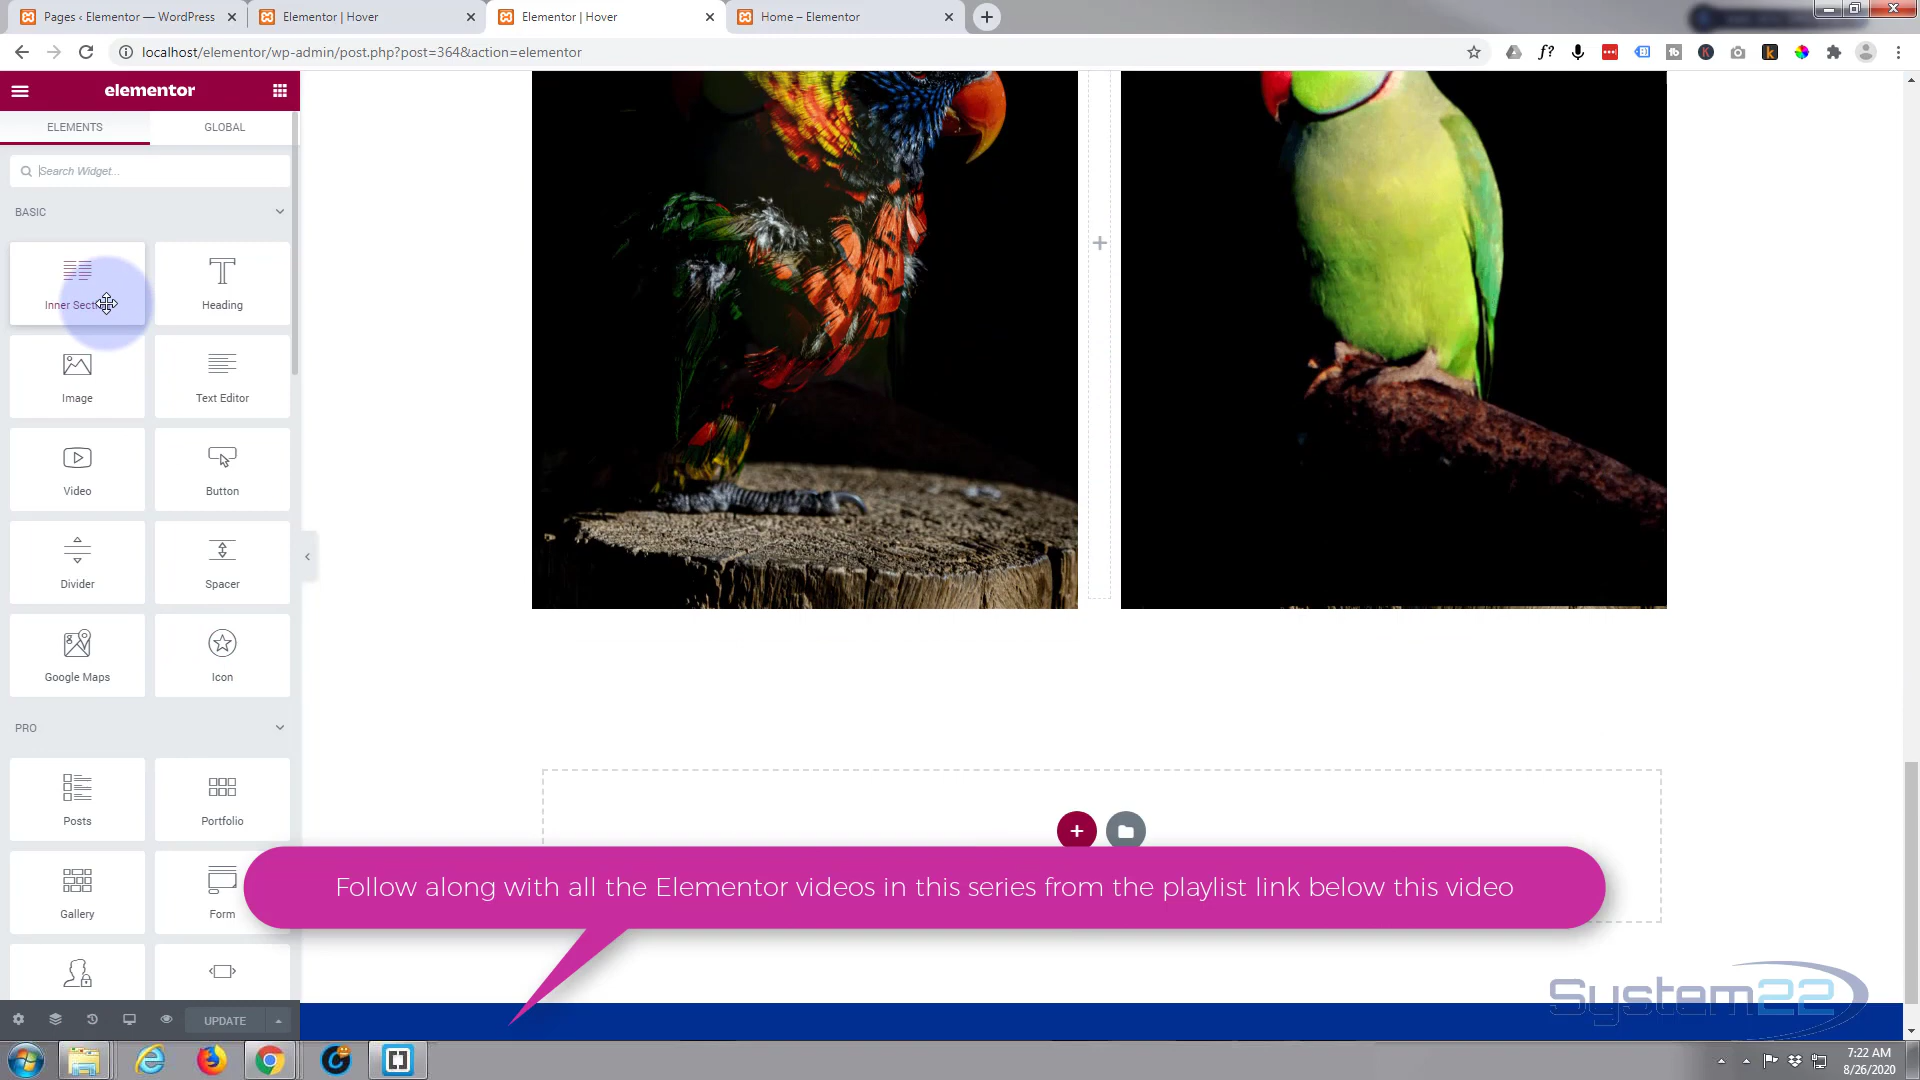 Pages ‹ Elementor — WordPress
Elementor | Hover
Elementor | Hover
Home – Elementor
localhost/elementor/wp-admin/post.php?post=364&action=elementor
elementor
ELEMENTS
GLOBAL
Search Widget...
BASIC
Inner Section
Heading
Image
Text Editor
Video
Button
Divider
Spacer
Google Maps
Icon
PRO
Posts
Portfolio
Gallery
Form
Follow along with all the Elementor videos in this series from the playlist link below this video
System22
UPDATE
7:22 AM
8/26/2020